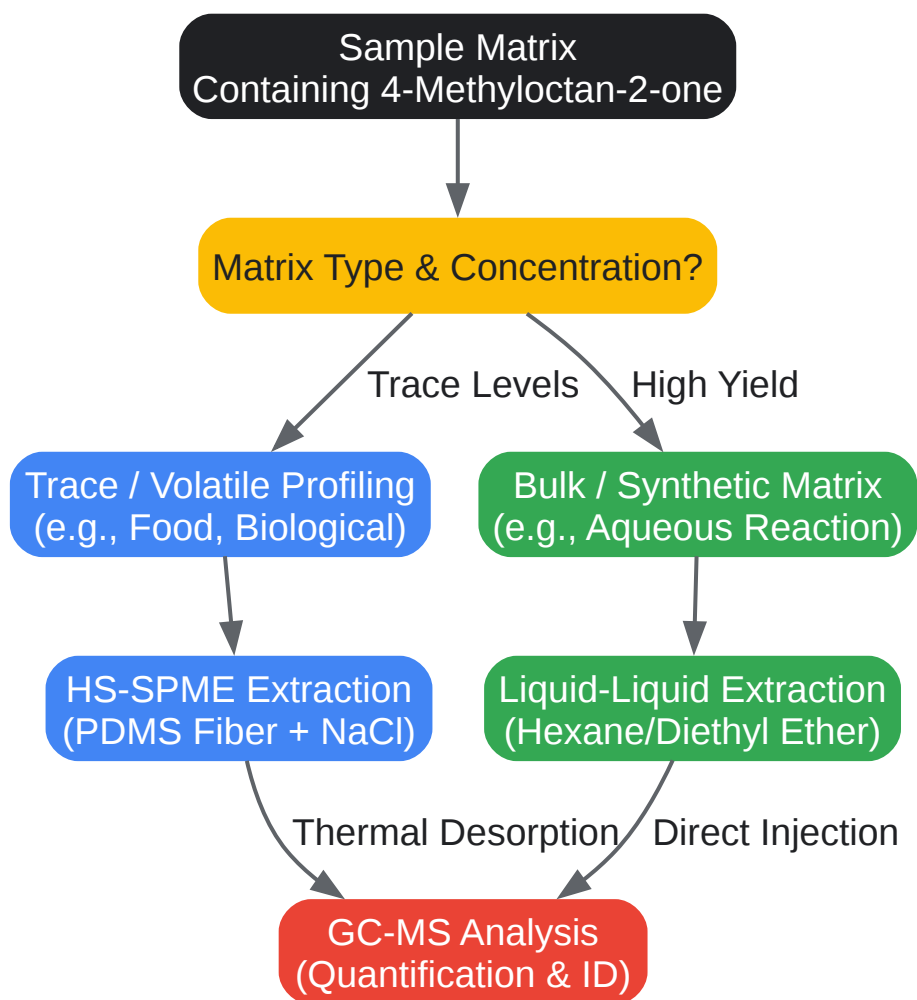 Sample Matrix
Containing 4-Methyloctan-2-one
Matrix Type & Concentration?
Trace Levels
High Yield
Trace / Volatile Profiling
(e.g., Food, Biological)
Bulk / Synthetic Matrix
(e.g., Aqueous Reaction)
HS-SPME Extraction
(PDMS Fiber + NaCl)
Liquid-Liquid Extraction
(Hexane/Diethyl Ether)
Thermal Desorption
Direct Injection
GC-MS Analysis
(Quantification & ID)